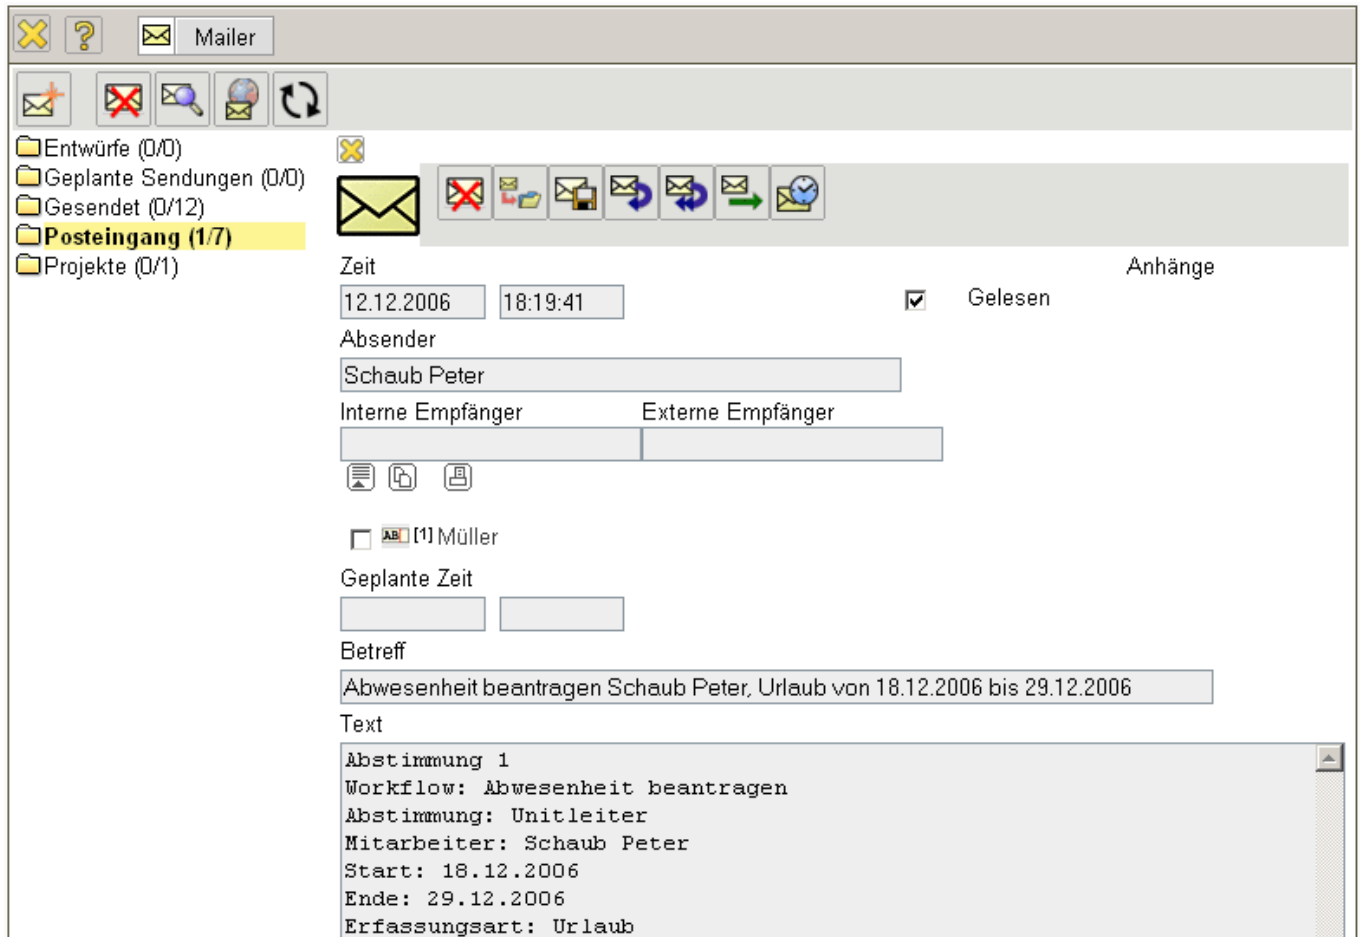 Mailer
Entwürfe (0/0)
Geplante Sendungen (0/0)
Gesendet (0/12)
Posteingang (1/7)
Projekte (0/1)
Zeit
Anhänge
12.12.2006 18:19:41
Gelesen
Absender
Schaub Peter
Interne Empfänger Externe Empfänger
AB [1] Müller
Geplante Zeit
Betreff
Abwesenheit beantragen Schaub Peter, Urlaub von 18.12.2006 bis 29.12.2006
Text
Abstimmung 1
Workflow: Abwesenheit beantragen
Abstimmung: Unitleiter
Mitarbeiter: Schaub Peter
Start: 18.12.2006
Ende: 29.12.2006
Erfassungsart: Urlaub